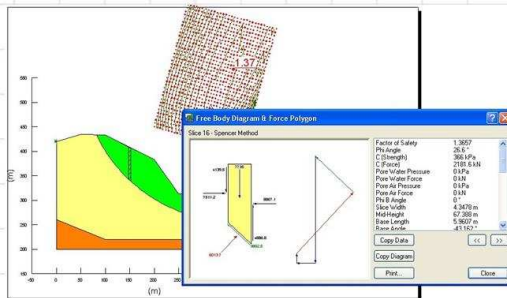 1.37
550
500
450
400
350
300
250
200
150
(m)
-50
0
50
100
150
200
250
(m)
Free Body Diagram & Force Polygon
Slice 16 - Spencer Method
Factor of Safety 1.3657
Phi Angle 26.6 °
C (Strength) 366 kPa
C (Force) 2181.6 kN
Pore Water Pressure 0 kPa
Pore Water Force 0 kN
Pore Air Pressure 0 kPa
Pore Air Force 0 kN
Phi B Angle 0 °
Slice Width 4.3478 m
Mid-Height 67.388 m
Base Length 5.9607 m
Base Angle -43.162 °
Copy Data
<<
>>
Copy Diagram
Print...
Close